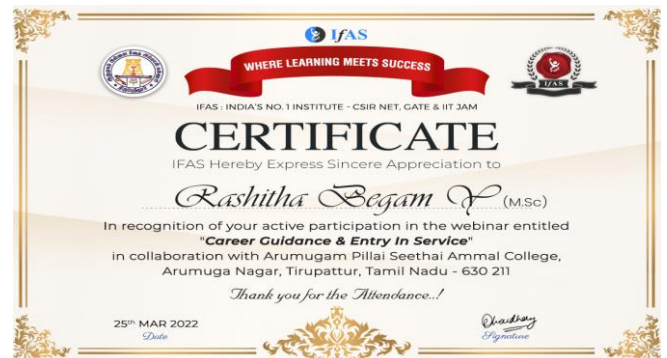 IfAS
WHERE LEARNING MEETS SUCCESS
IFAS
IFAS : INDIA'S NO. 1 INSTITUTE - CSIR NET, GATE & IIT JAM
CERTIFICATE
IFAS Hereby Express Sincere Appreciation to
Rashitha Begam Y (M.Sc)
In recognition of your active participation in the webinar entitled
"Career Guidance & Entry In Service"
in collaboration with Arumugam Pillai Seethai Ammal College,
Arumuga Nagar, Tirupattur, Tamil Nadu - 630 211
Thank you for the Attendance..!
25th MAR 2022
Date
Chaudhary
Signature